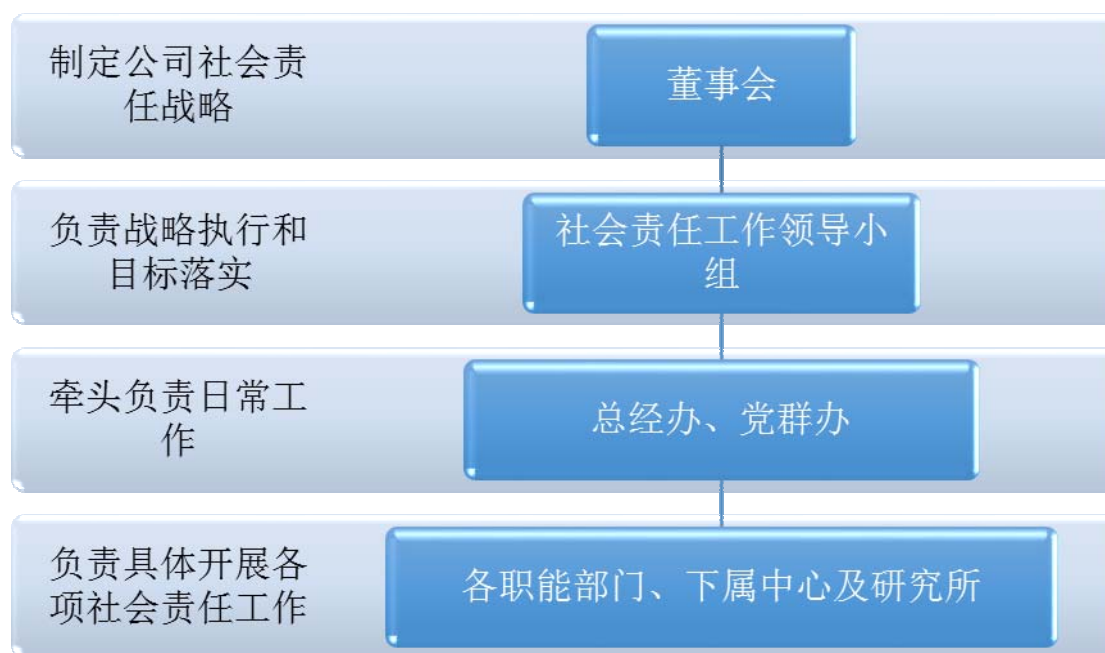 制定公司社会责
任战略
董事会
负责战略执行和
目标落实
社会责任工作领导小
组
牵头负责日常工
作
总经办、党群办
负责具体开展各
项社会责任工作
各职能部门、下属中心及研究所